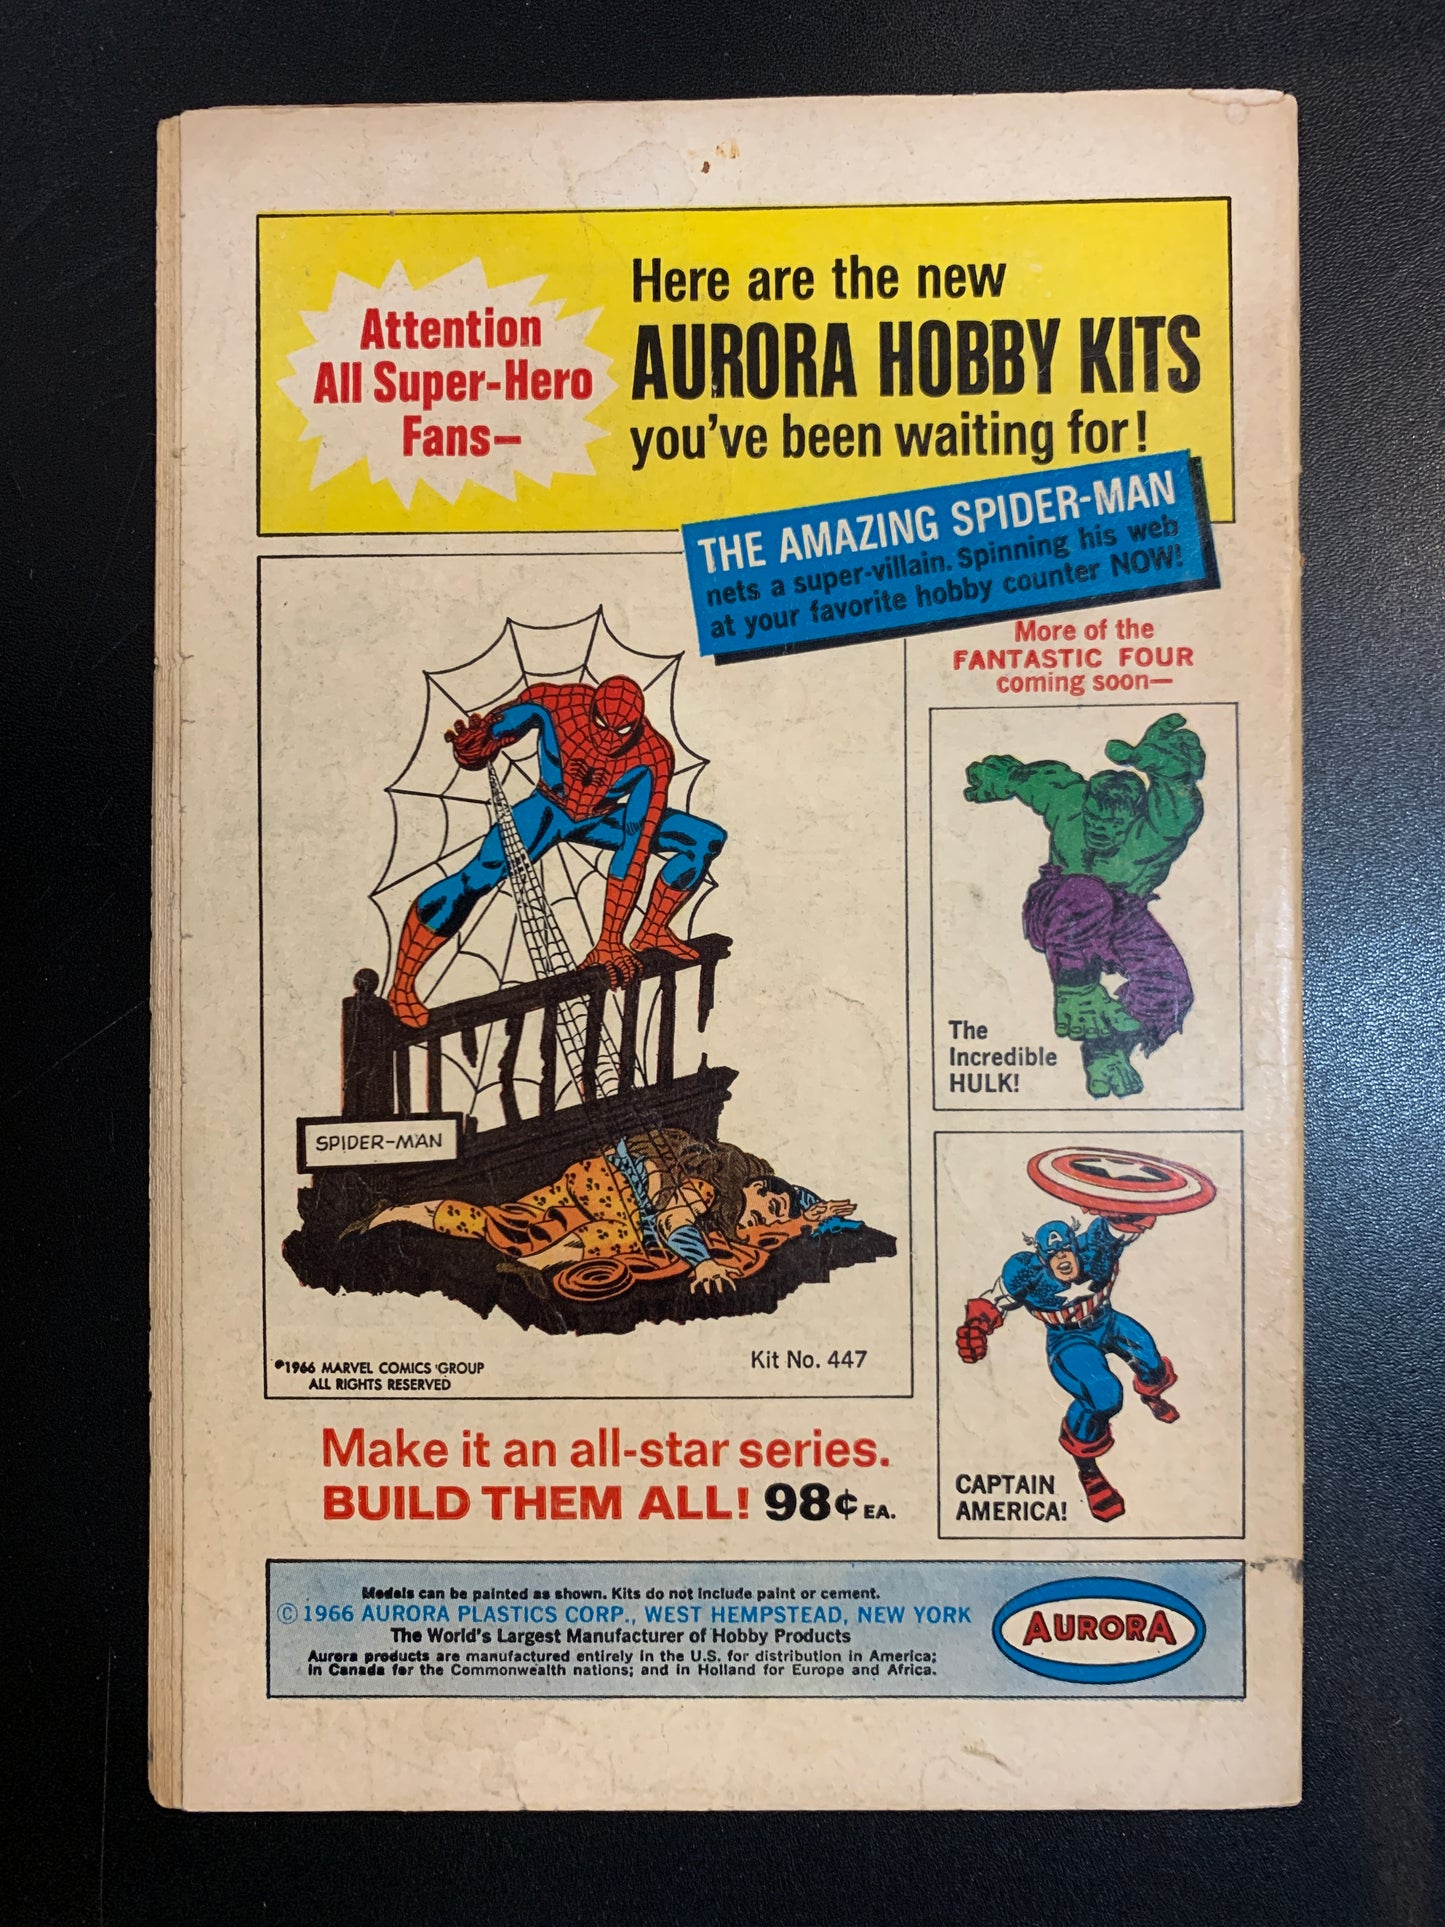 Attention
All Super-Hero
Fans—
Here are the new
AURORA HOBBY KITS
you've been waiting for!
THE AMAZING SPIDER-MAN
nets a super-villain. Spinning his web
at your favorite hobby counter NOW!
More of the
FANTASTIC FOUR
coming soon—
SPIDER-MAN
The
Incredible
HULK!
CAPTAIN
AMERICA!
©1966 MARVEL COMICS GROUP
ALL RIGHTS RESERVED
Kit No. 447
Make it an all-star series.
BUILD THEM ALL! 98¢ EA.
Models can be painted as shown. Kits do not include paint or cement.
© 1966 AURORA PLASTICS CORP., WEST HEMPSTEAD, NEW YORK
The World's Largest Manufacturer of Hobby Products
Aurora products are manufactured entirely in the U.S. for distribution in America;
in Canada for the Commonwealth nations; and in Holland for Europe and Africa.
AURORA